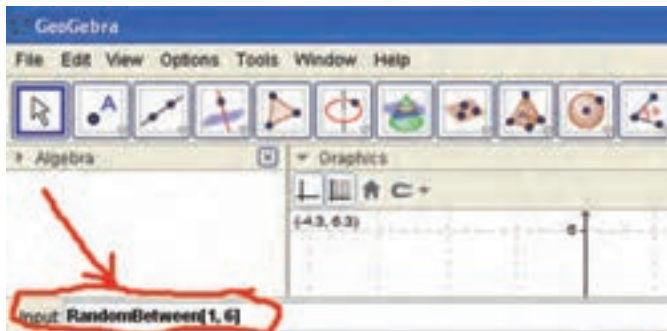 GeoGebra
File Edit View Options Tools Window Help
A
Algebra
Graphics
(-4.3, 6.3)
6
Input: RandomBetween[1, 6]